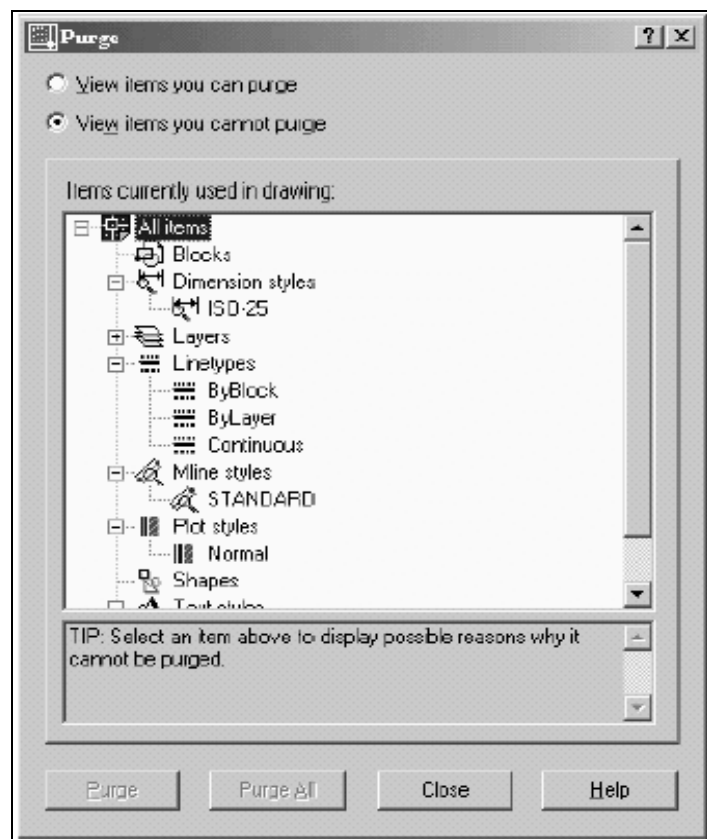 Purge
View items you can purge
View items you cannot purge
Items currently used in drawing:
All items
Blocks
Dimension styles
ISO-25
Layers
Linetypes
ByBlock
ByLayer
Continuous
Mline styles
STANDARD
Plot styles
Normal
Shapes
Text styles
TIP: Select an item above to display possible reasons why it
cannot be purged.
Purge Purge All Close Help